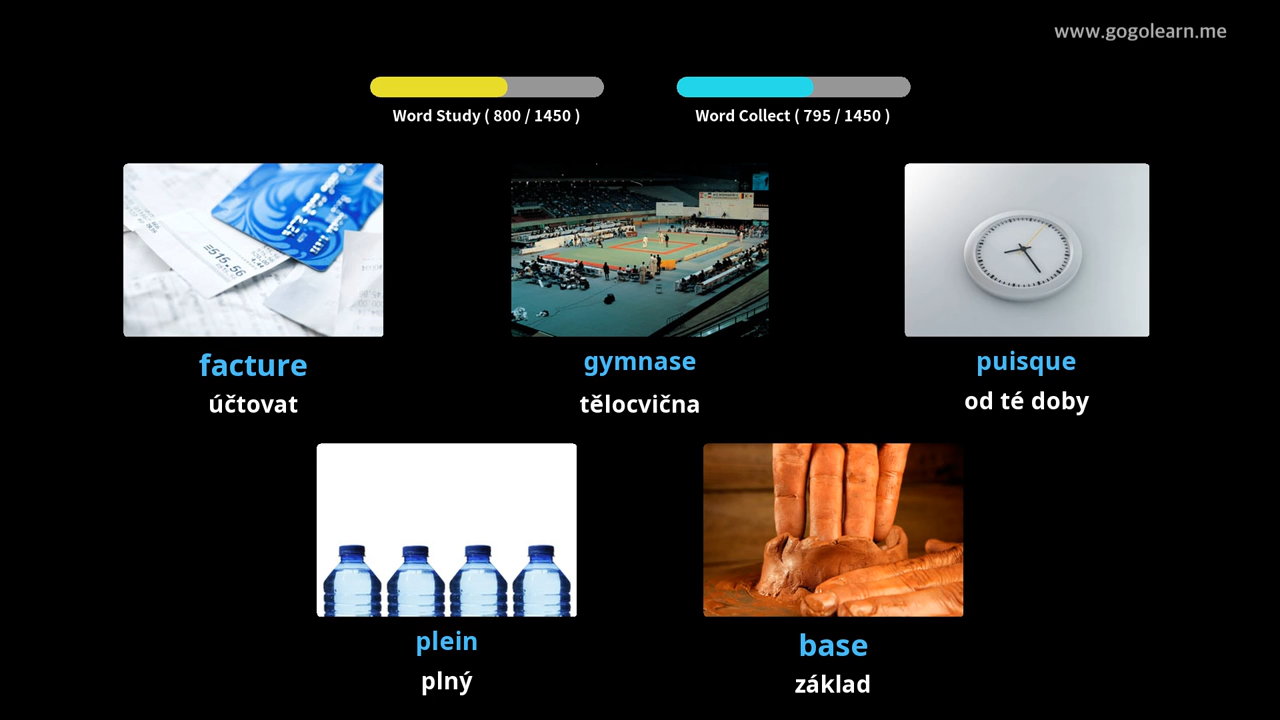 www.gogolearn.me
Word Study ( 800 / 1450 )
Word Collect ( 795 / 1450 )
facture
účtovat
gymnase
tělocvična
puisque
od té doby
plein
plný
base
základ